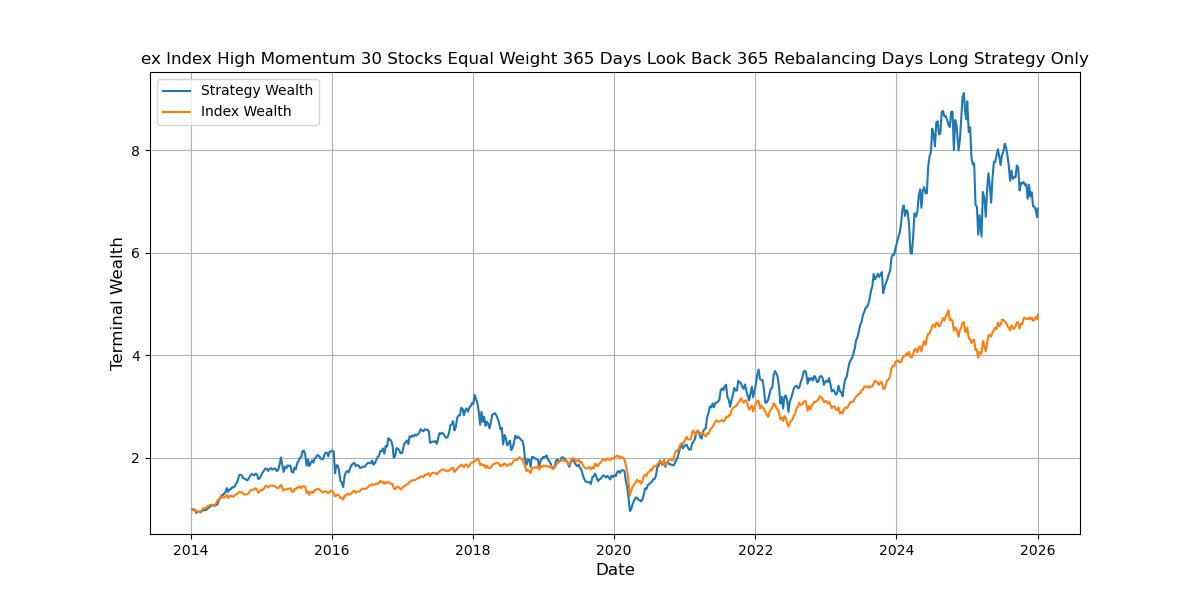 ex Index High Momentum 30 Stocks Equal Weight 365 Days Look Back 365 Rebalancing Days Long Strategy Only
Strategy Wealth
Index Wealth
Terminal Wealth
8
6
4
2
2014 2016 2018 2020 2022 2024 2026
Date